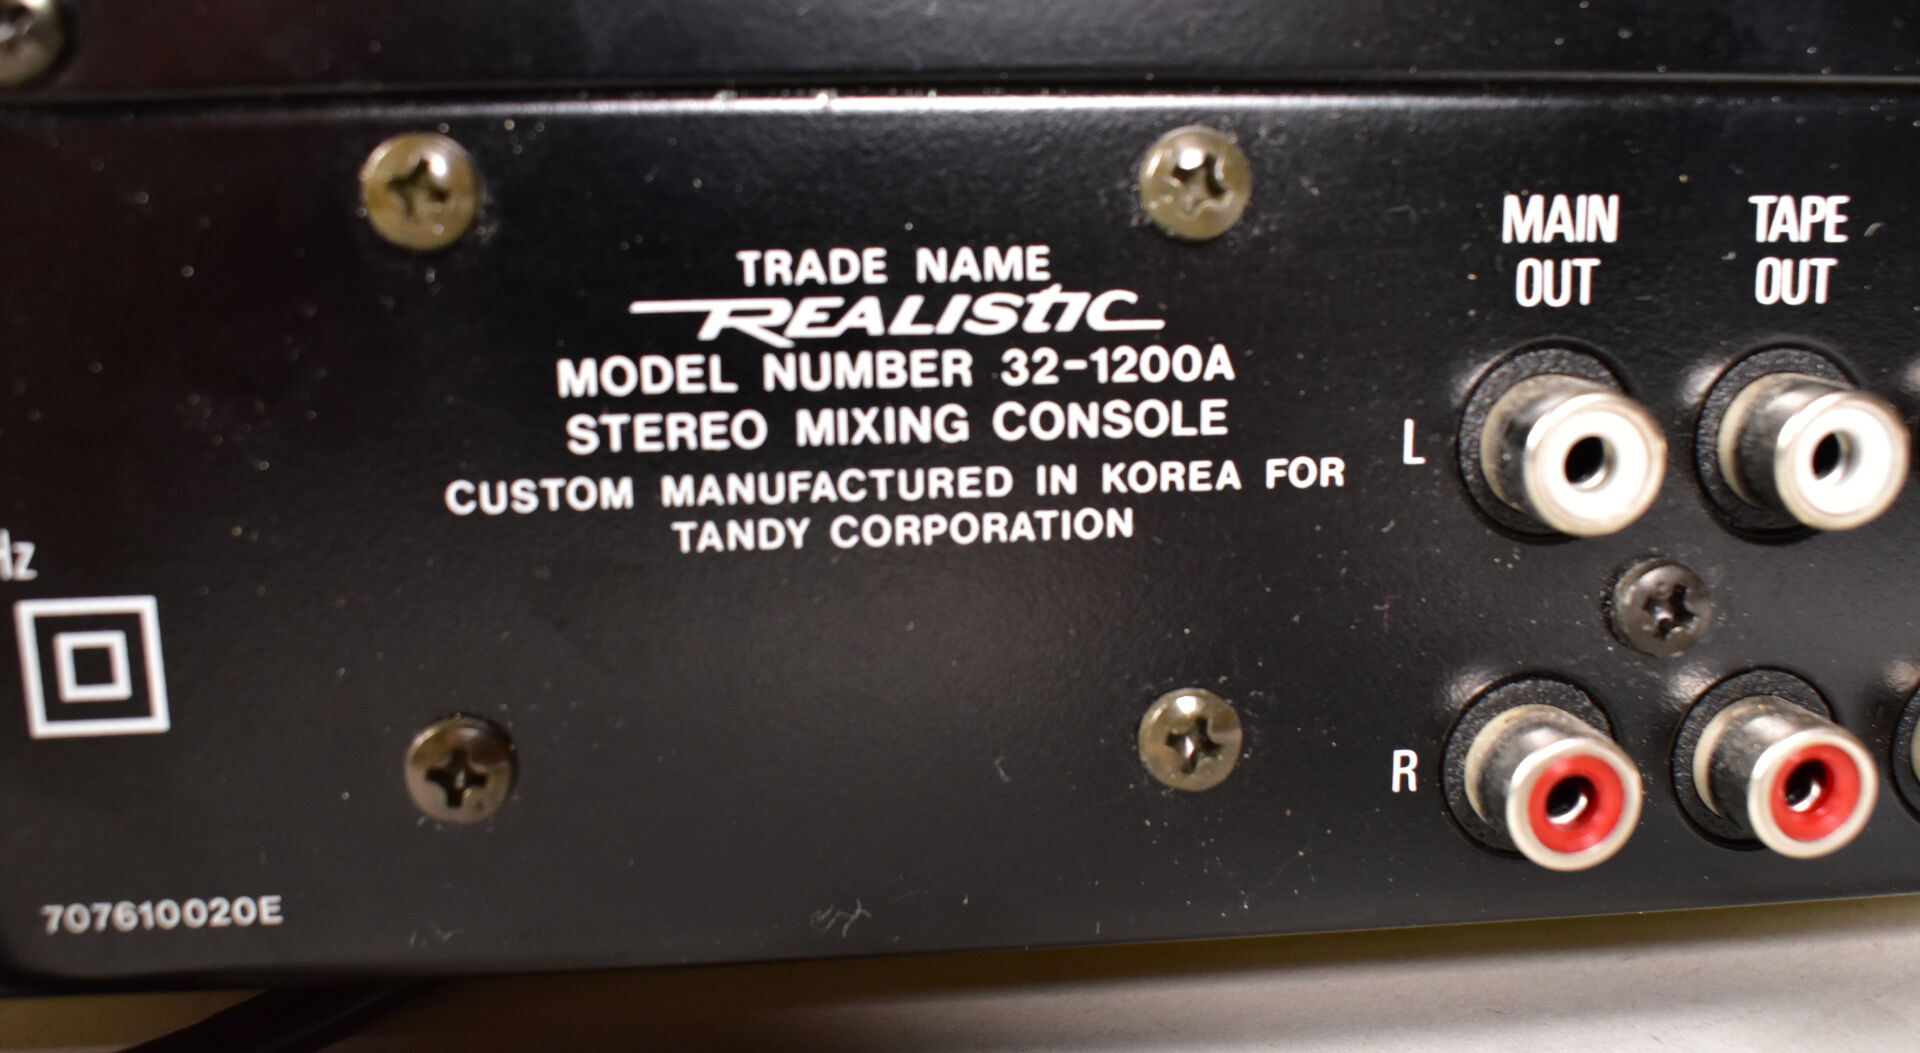 TRADE NAME
REALISTIC
MODEL NUMBER 32-1200A
STEREO MIXING CONSOLE
CUSTOM MANUFACTURED IN KOREA FOR
TANDY CORPORATION
MAIN
OUT
TAPE
OUT
L
R
Hz
707610020E